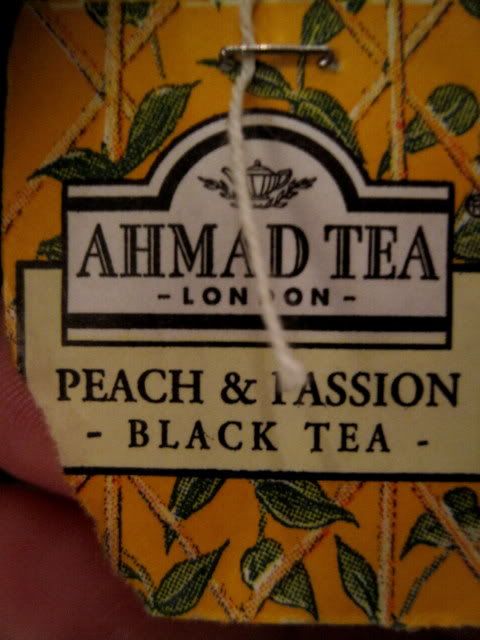 AHMAD TEA
- LONDON -
PEACH & PASSION
- BLACK TEA -